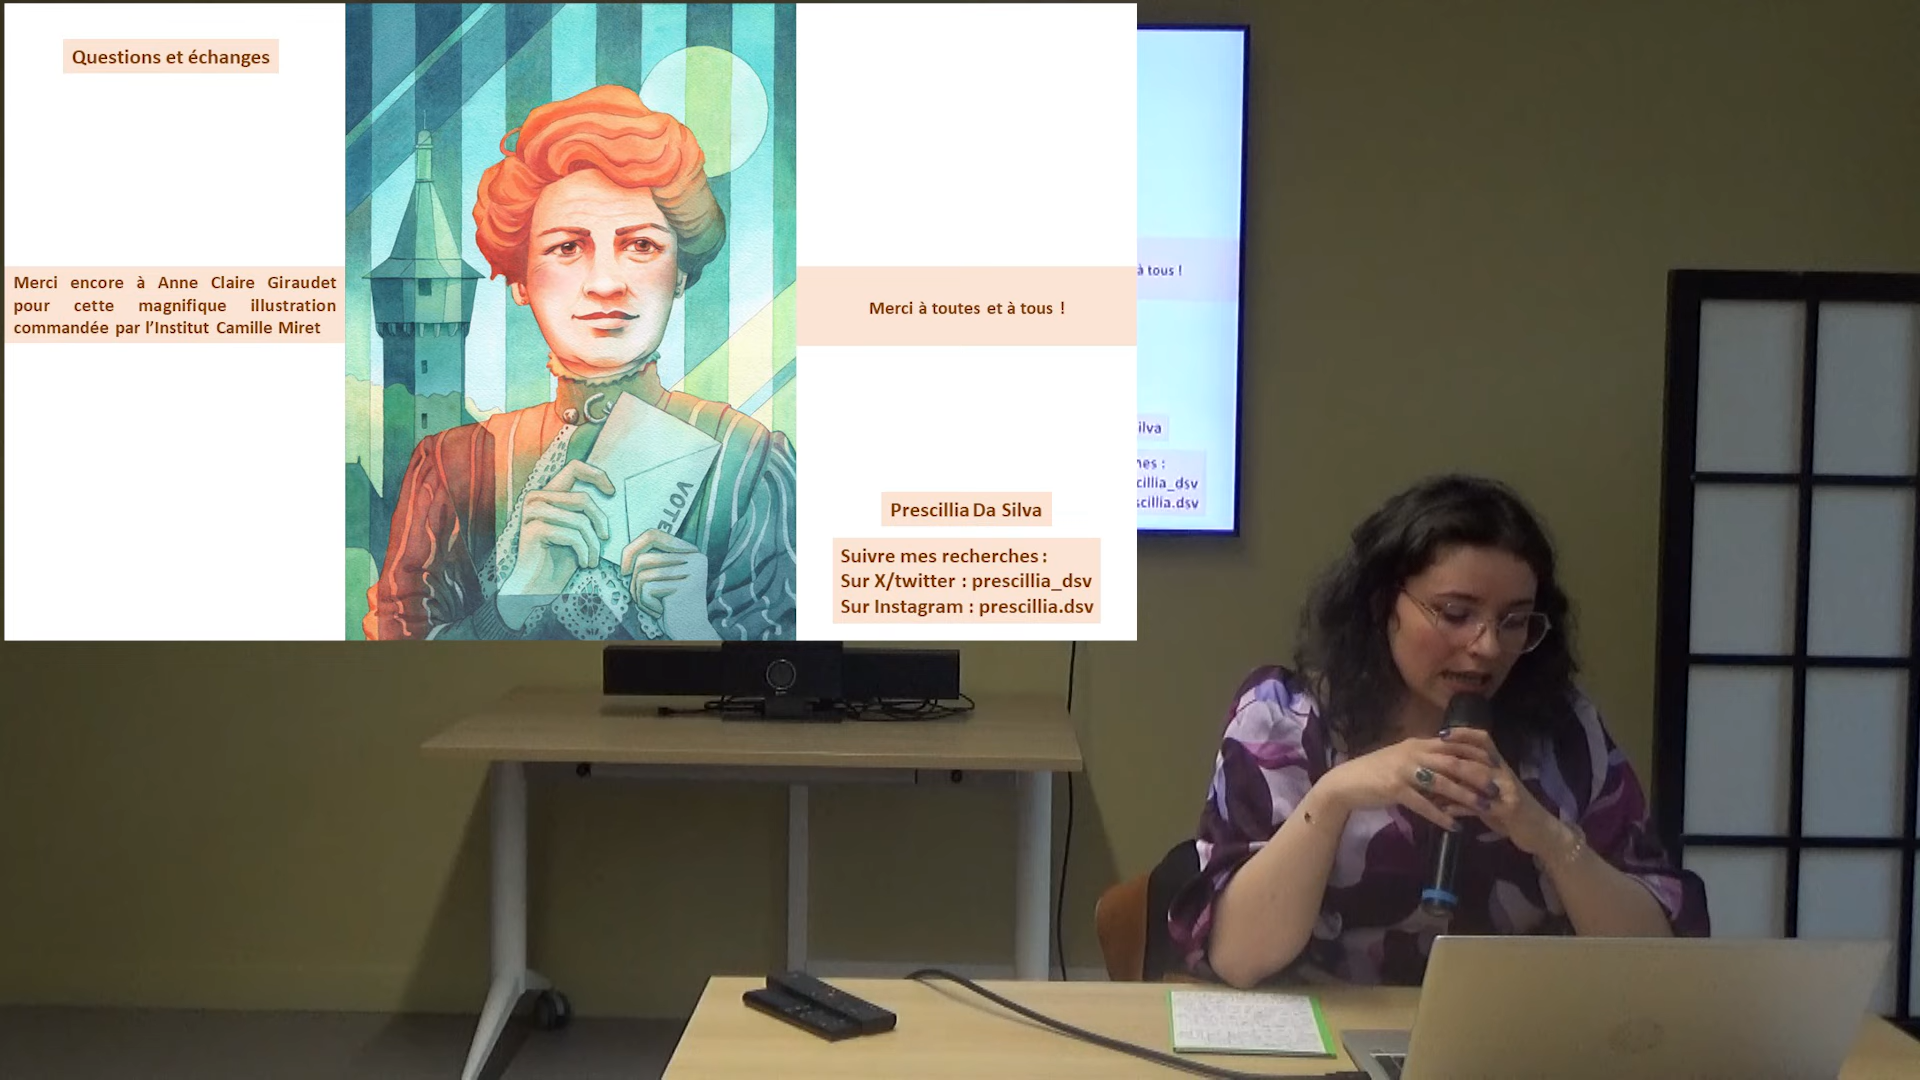 Questions et échanges
Merci encore à Anne Claire Giraudet
pour cette magnifique illustration
commandée par l'Institut Camille Miret
VOTE
Merci à toutes et à tous !
Prescillia Da Silva
Suivre mes recherches :
Sur X/twitter : prescillia_dsv
Sur Instagram : prescillia.dsv
à tous !
ilva
hes :
cillia_dsv
scillia.dsv